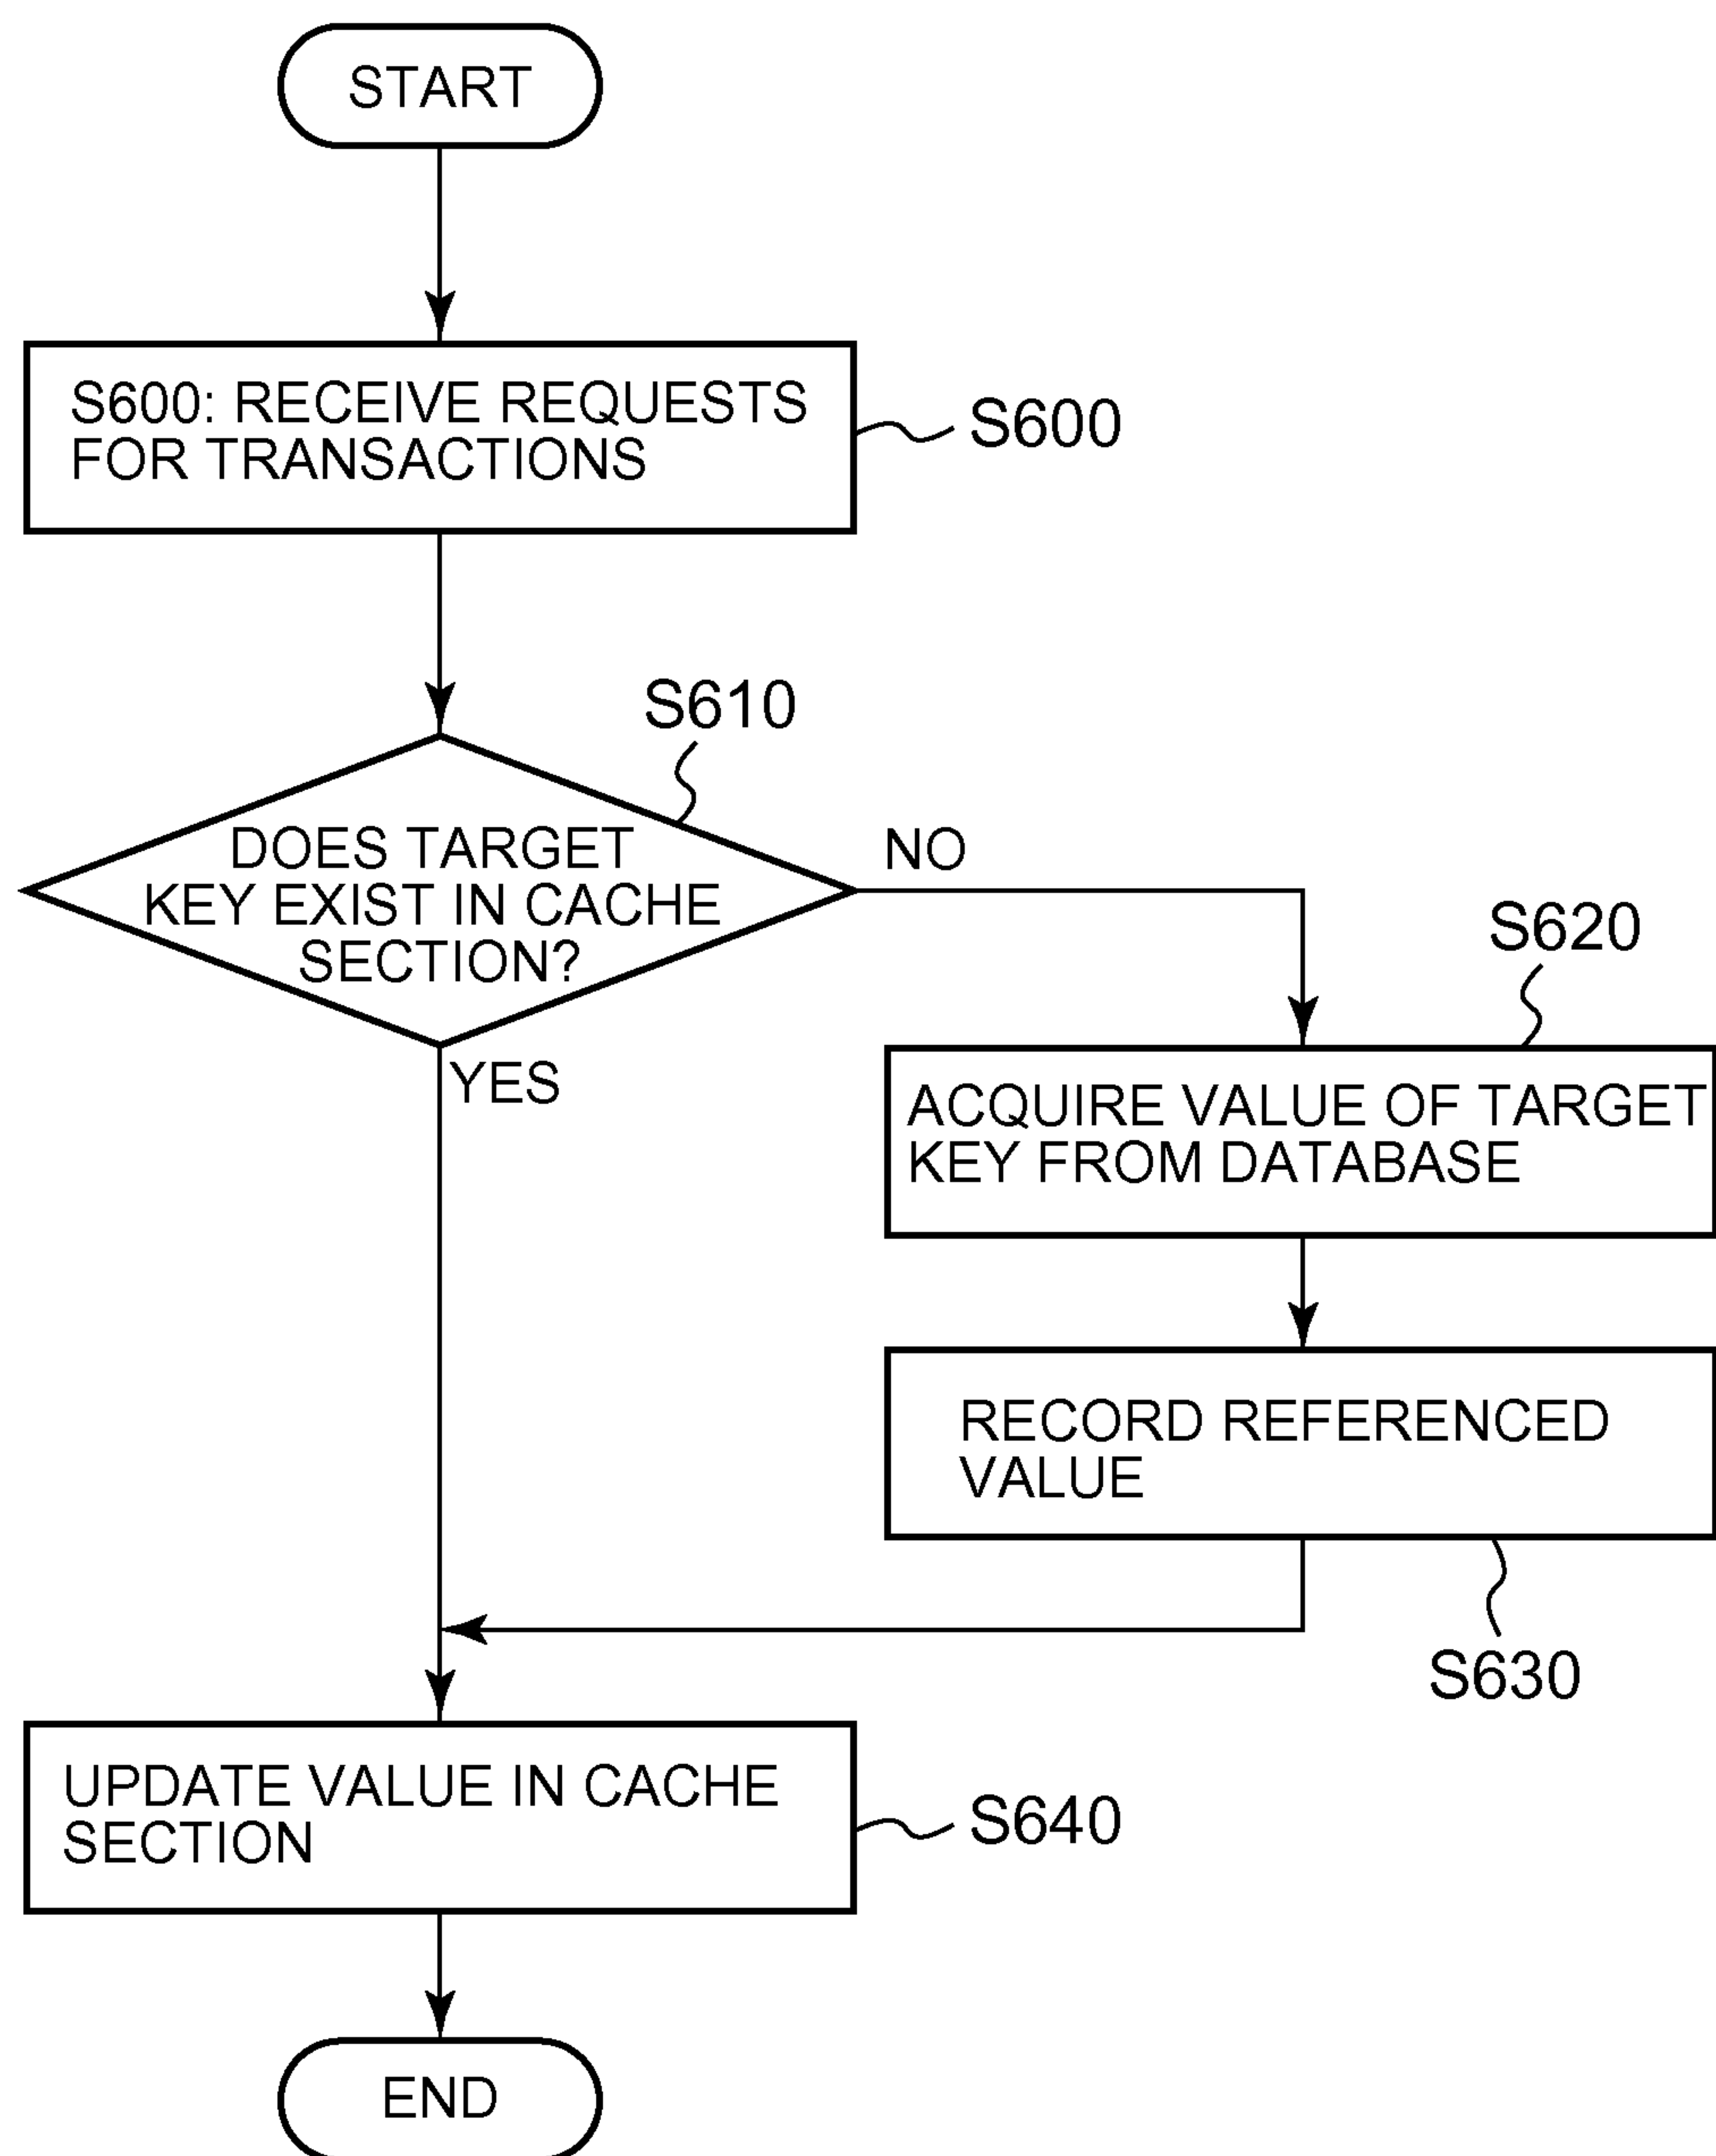 START
S600: RECEIVE REQUESTS
FOR TRANSACTIONS
S600
S610
DOES TARGET
KEY EXIST IN CACHE
SECTION?
NO
YES
S620
ACQUIRE VALUE OF TARGET
KEY FROM DATABASE
RECORD REFERENCED
VALUE
S630
UPDATE VALUE IN CACHE
SECTION
S640
END